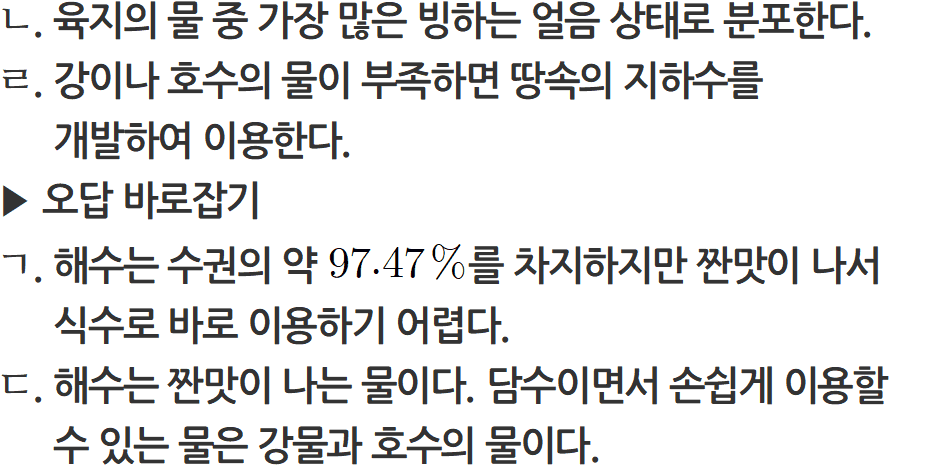 ㄴ. 육지의 물 중 가장 많은 빙하는 얼음 상태로 분포한다.
ㄹ. 강이나 호수의 물이 부족하면 땅속의 지하수를
개발하여 이용한다.
▶ 오답 바로잡기
ㄱ. 해수는 수권의 약 97.47%를 차지하지만 짠맛이 나서
식수로 바로 이용하기 어렵다.
ㄷ. 해수는 짠맛이 나는 물이다. 담수이면서 손쉽게 이용할
수 있는 물은 강물과 호수의 물이다.